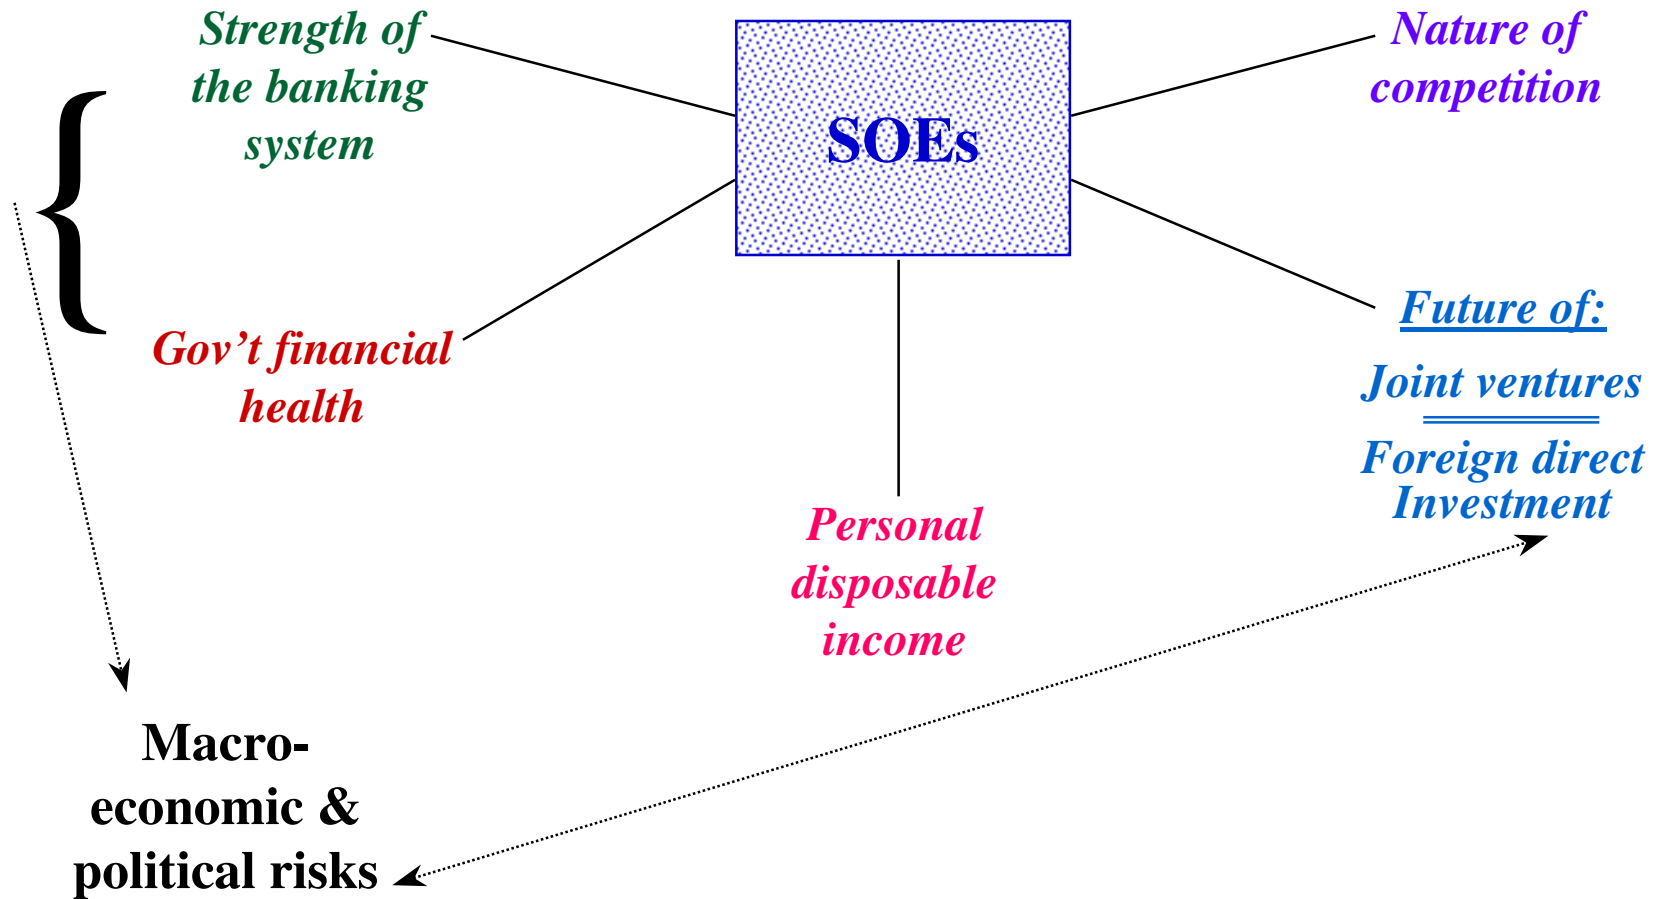 Strength of
the banking
system
SOEs
Nature of
competition
Gov’t financial
health
Future of:
Joint ventures
Foreign direct
Investment
Personal
disposable
income
Macro-
economic &
political risks